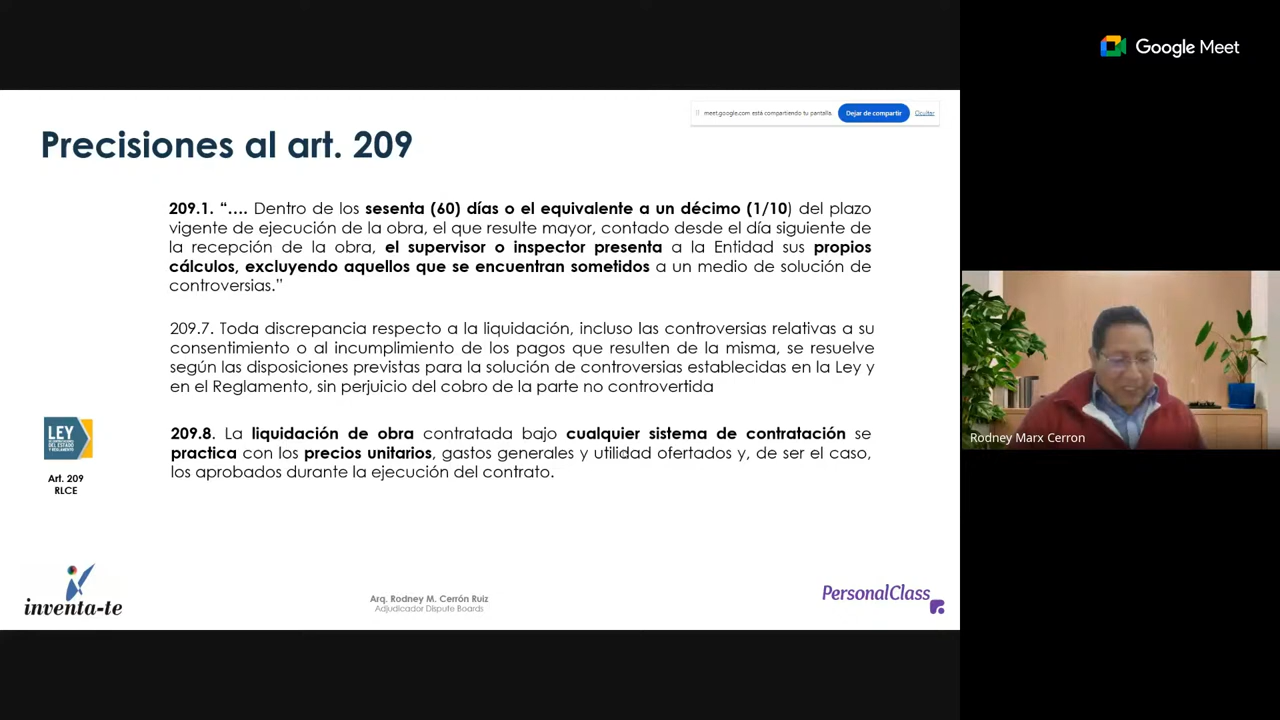 Google Meet
meet.google.com está compartiendo tu pantalla.
Dejar de compartir
Ocultar
Precisiones al art. 209
209.1. “…. Dentro de los sesenta (60) días o el equivalente a un décimo (1/10) del plazo
vigente de ejecución de la obra, el que resulte mayor, contado desde el día siguiente de
la recepción de la obra, el supervisor o inspector presenta a la Entidad sus propios
cálculos, excluyendo aquellos que se encuentran sometidos a un medio de solución de
controversias.”
209.7. Toda discrepancia respecto a la liquidación, incluso las controversias relativas a su
consentimiento o al incumplimiento de los pagos que resulten de la misma, se resuelve
según las disposiciones previstas para la solución de controversias establecidas en la Ley y
en el Reglamento, sin perjuicio del cobro de la parte no controvertida
209.8. La liquidación de obra contratada bajo cualquier sistema de contratación se
practica con los precios unitarios, gastos generales y utilidad ofertados y, de ser el caso,
los aprobados durante la ejecución del contrato.
LEY
DE CONTRATACIONES
DEL ESTADO
Y REGLAMENTO
Art. 209
RLCE
Rodney Marx Cerron
inventa-te
Arq. Rodney M. Cerrón Ruiz
Adjudicador Dispute Boards
PersonalClass